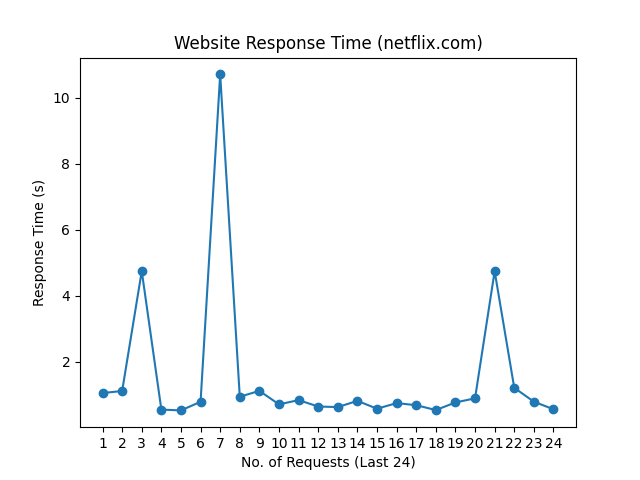 Website Response Time (netflix.com)
10
8
6
4
2
Response Time (s)
1 2 3 4 5 6 7 8 9 10 11 12 13 14 15 16 17 18 19 20 21 22 23 24
No. of Requests (Last 24)